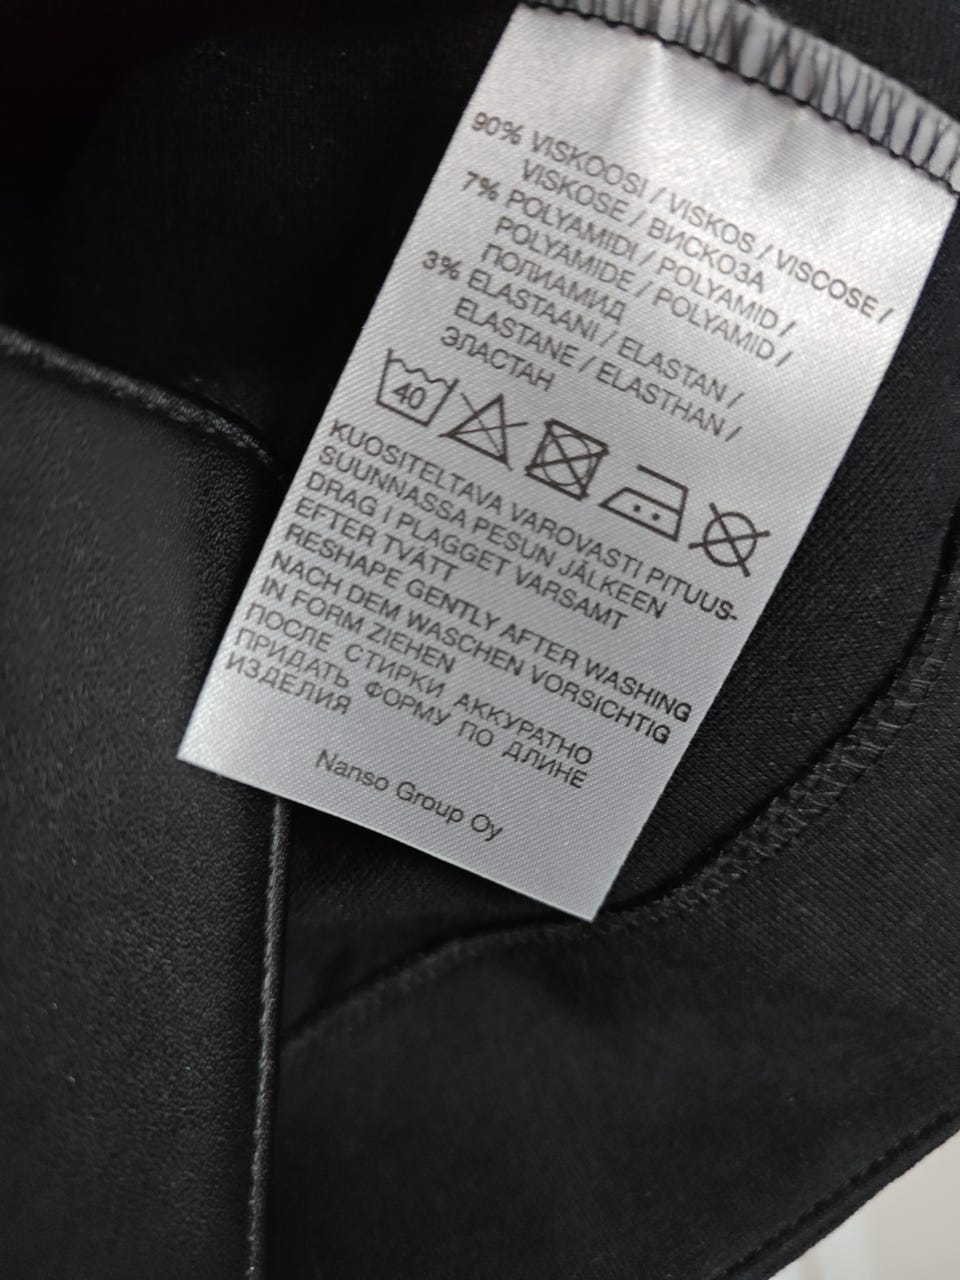 90% VISKOOSI / VISKOS / VISCOSE /
VISKOSE / ВИСКОЗА
7% POLYAMIDI / POLYAMID /
POLYAMIDE / POLYAMID /
ПОЛИАМИД
3% ELASTAANI / ELASTAN /
ELASTANE / ELASTHAN /
ЭЛАСТАН
40
KUOSITELTAVA VAROVASTI PITUUS-
SUUNNASSA PESUN JÄLKEEN
DRAG I PLAGGET VARSAMT
EFTER TVÄTT
RESHAPE GENTLY AFTER WASHING
NACH DEM WASCHEN VORSICHTIG
IN FORM ZIEHEN
ПОСЛЕ СТИРКИ АККУРАТНО
ПРИДАТЬ ФОРМУ ПО ДЛИНЕ
ИЗДЕЛИЯ
Nanso Group Oy